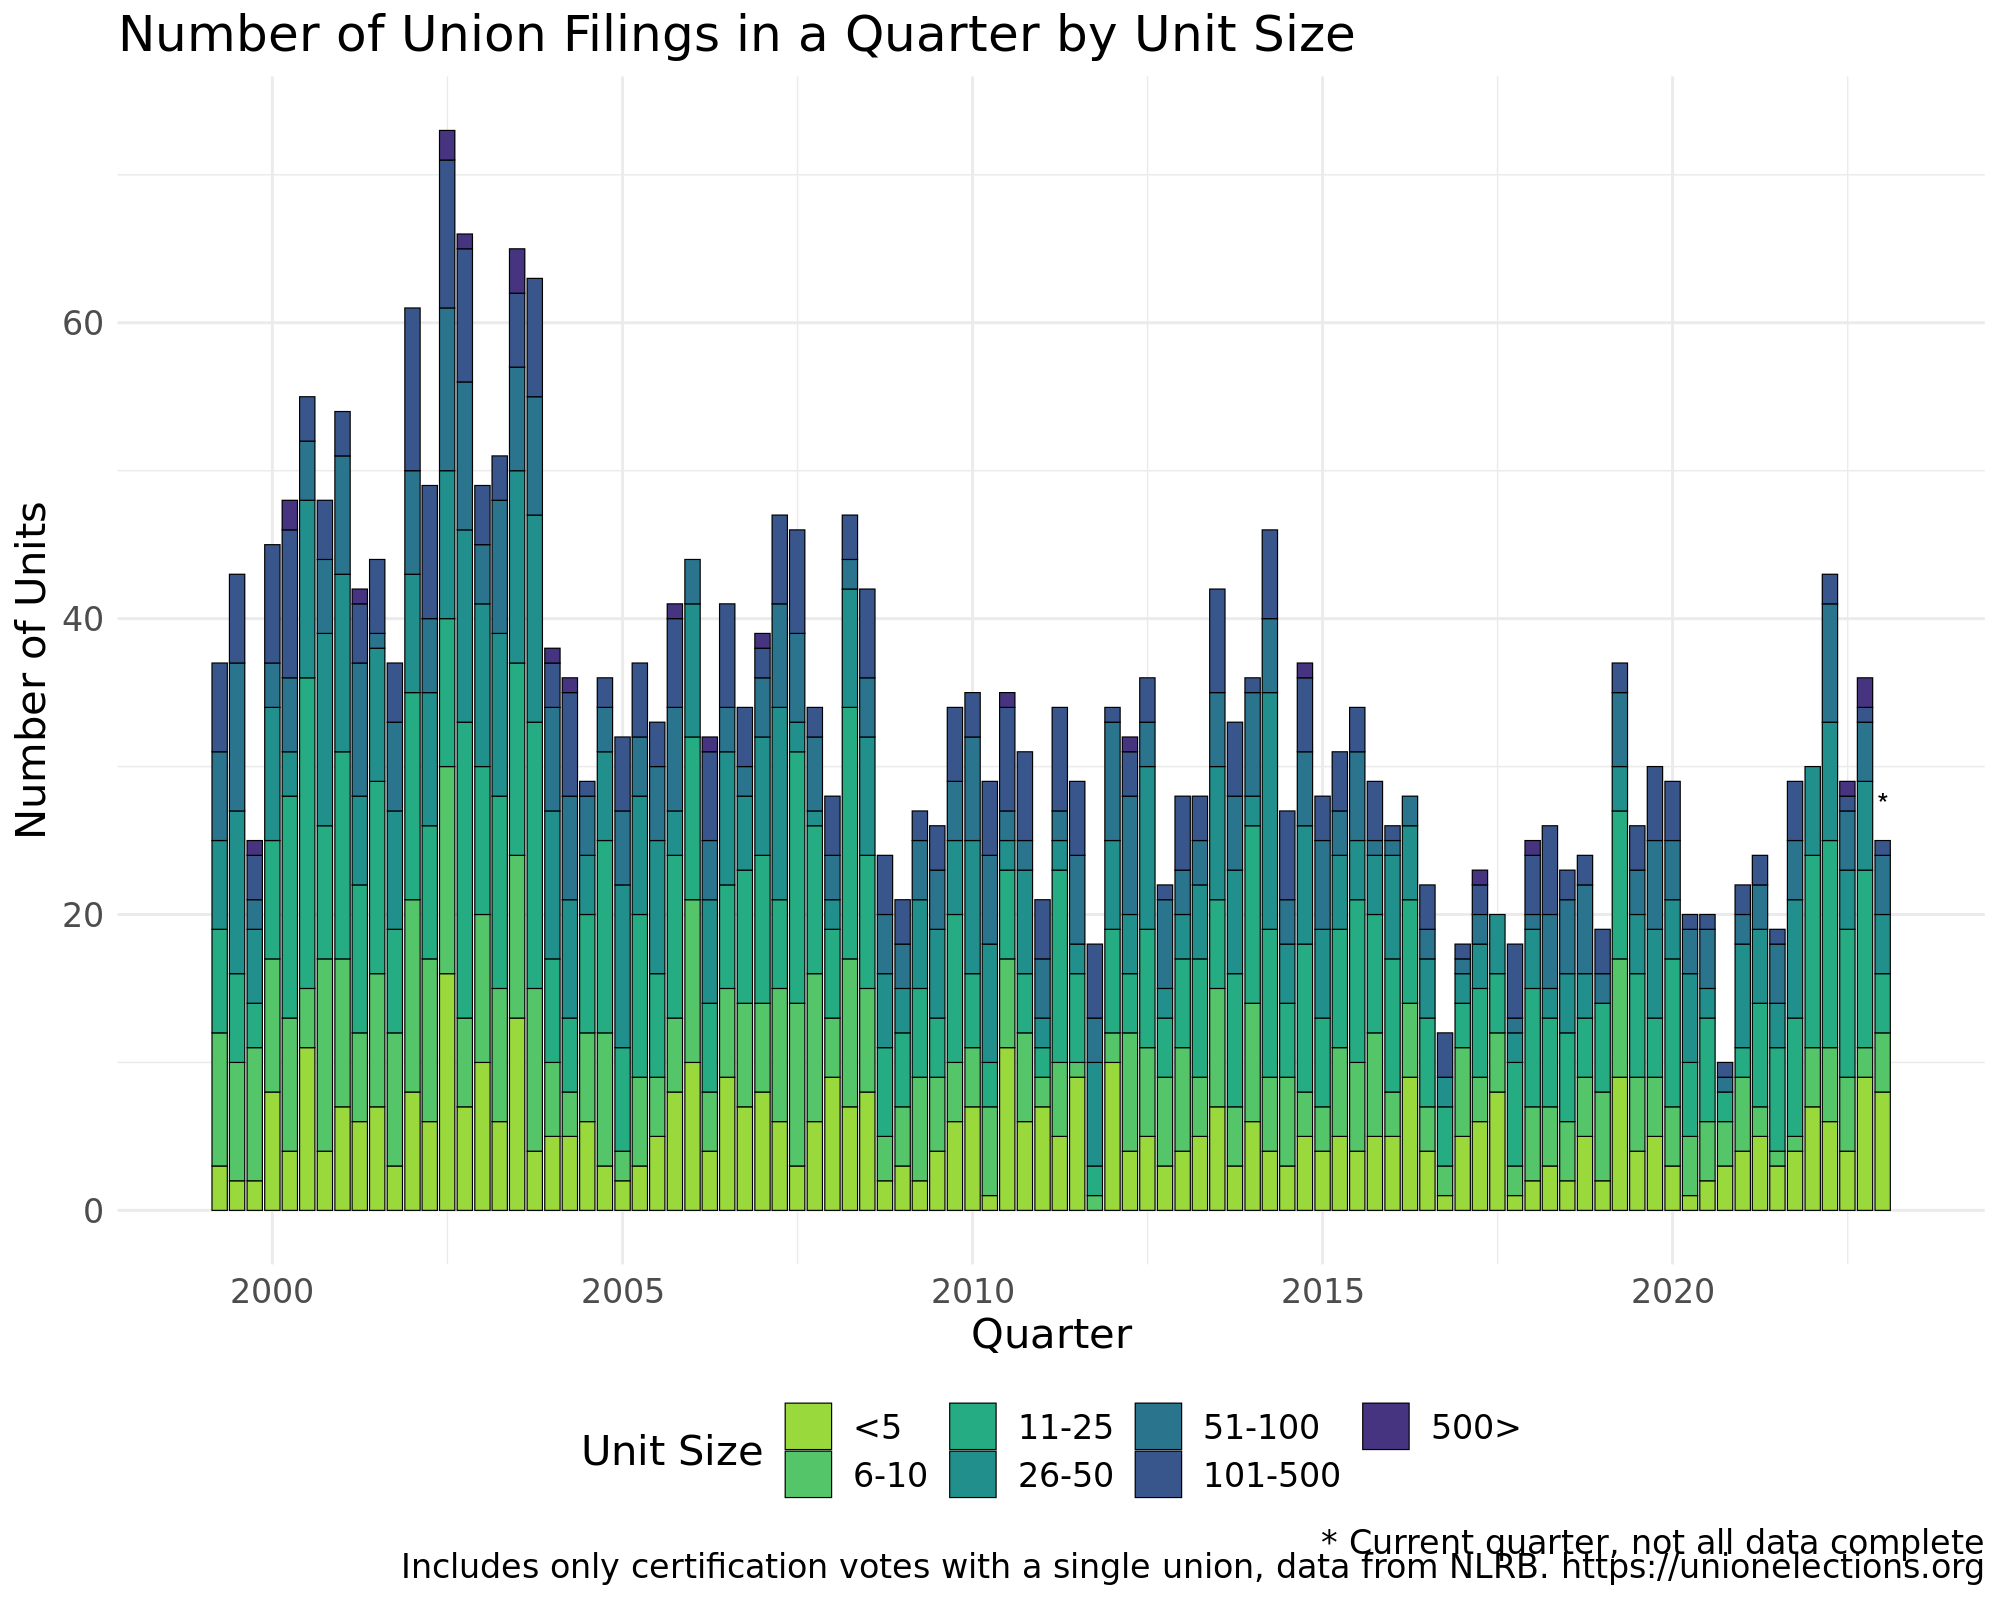 Number of Union Filings in a Quarter by Unit Size
Number of Units
60
40
20
0
*
2000 2005 2010 2015 2020
Quarter
Unit Size
<5 11-25 51-100 500>
6-10 26-50 101-500
* Current quarter, not all data complete
Includes only certification votes with a single union, data from NLRB. https://unionelections.org